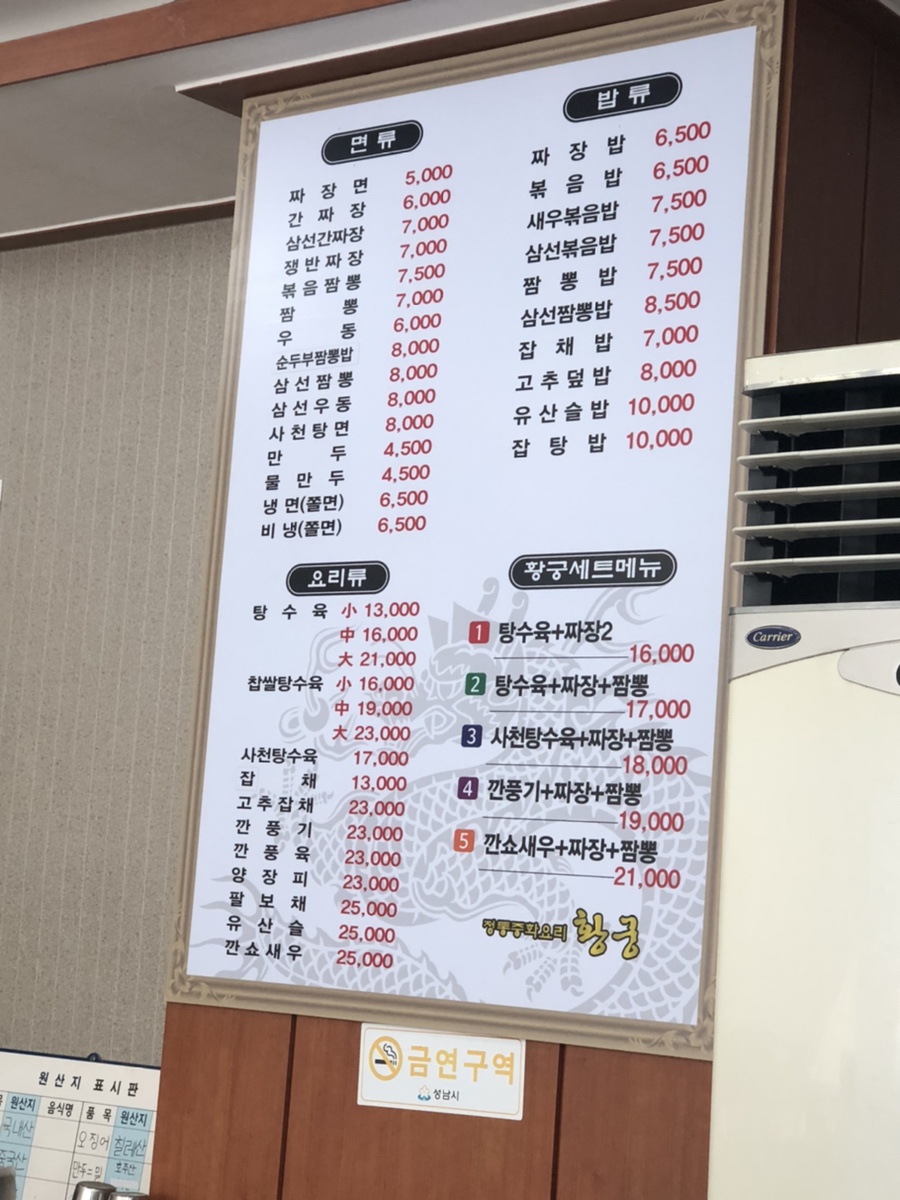 면 류
짜 장 면 5,000
간 짜 장 6,000
삼선간짜장 7,000
쟁반짜장 7,000
볶음짬뽕 7,500
짬 뽕 7,000
우 동 6,000
순두부짬뽕밥 8,000
삼선짬뽕 8,000
삼선우동 8,000
사천탕면 8,000
만 두 4,500
물 만 두 4,500
냉 면(쫄면) 6,500
비 냉(쫄면) 6,500
밥 류
짜 장 밥 6,500
볶 음 밥 6,500
새우볶음밥 7,500
삼선볶음밥 7,500
짬 뽕 밥 7,500
삼선짬뽕밥 8,500
잡 채 밥 7,000
고추덮밥 8,000
유산슬밥 10,000
잡 탕 밥 10,000
요리류
탕 수 육 小 13,000
中 16,000
大 21,000
찹쌀탕수육 小 16,000
中 19,000
大 23,000
사천탕수육 17,000
잡 채 13,000
고추잡채 23,000
깐 풍 기 23,000
깐 풍 육 23,000
양 장 피 23,000
팔 보 채 25,000
유 산 슬 25,000
깐쇼새우 25,000
황궁세트메뉴
1 탕수육+짜장2
16,000
2 탕수육+짜장+짬뽕
17,000
3 사천탕수육+짜장+짬뽕
18,000
4 깐풍기+짜장+짬뽕
19,000
5 깐쇼새우+짜장+짬뽕
21,000
정통중화요리 황궁
Carrier
금연구역
성남시
원산지 표시판
원산지 음식명 품 목 원산지
국내산 오징어 칠레산
중국산 호주산